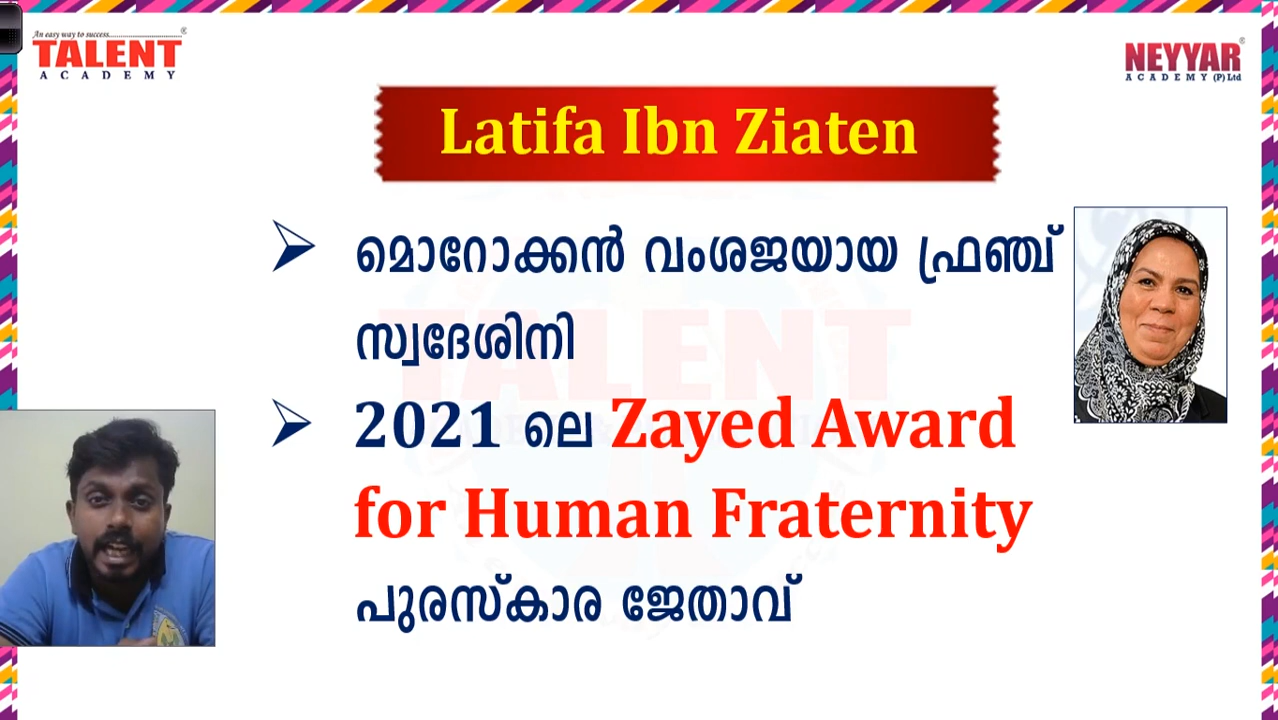 An easy way to success
TALENT
ACADEMY
NEYYAR
ACADEMY (P) Ltd
Latifa Ibn Ziaten
മൊറോക്കൻ വംശജയായ ഫ്രഞ്ച്
സ്വദേശിനി
2021 ലെ Zayed Award
for Human Fraternity
പുരസ്കാര ജേതാവ്
TALENT